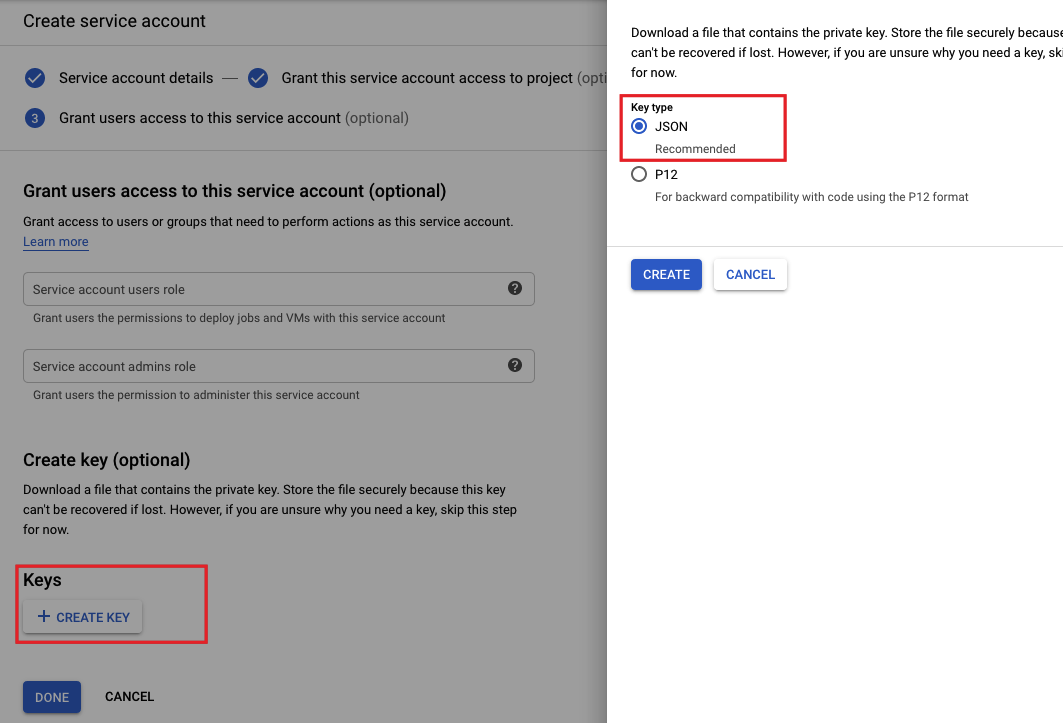 Create service account
Service account details — Grant this service account access to project (opti
3 Grant users access to this service account (optional)
Grant users access to this service account (optional)
Grant access to users or groups that need to perform actions as this service account.
Learn more
Service account users role
Grant users the permissions to deploy jobs and VMs with this service account
Service account admins role
Grant users the permission to administer this service account
Create key (optional)
Download a file that contains the private key. Store the file securely because this key
can't be recovered if lost. However, if you are unsure why you need a key, skip this step
for now.
Keys
+ CREATE KEY
DONE CANCEL
Download a file that contains the private key. Store the file securely because
can't be recovered if lost. However, if you are unsure why you need a key, ski
for now.
Key type
JSON
Recommended
P12
For backward compatibility with code using the P12 format
CREATE CANCEL